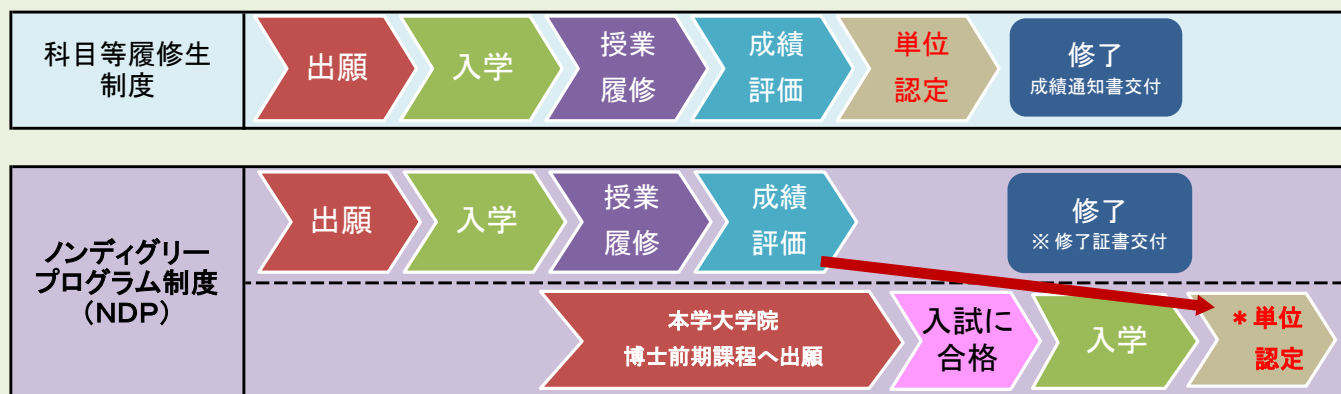 科目等履修生
制度
出願
入学
授業
履修
成績
評価
単位
認定
修了
成績通知書交付
ノンディグリー
プログラム制度
(NDP)
出願
入学
授業
履修
成績
評価
修了
※修了証書交付
本学大学院
博士前期課程へ出願
入試に
合格
入学
*単位
認定